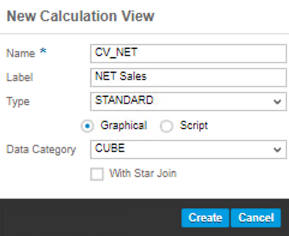 New Calculation View
Name * CV_NET
Label NET Sales
Type STANDARD
Graphical Script
Data Category CUBE
With Star Join
Create Cancel